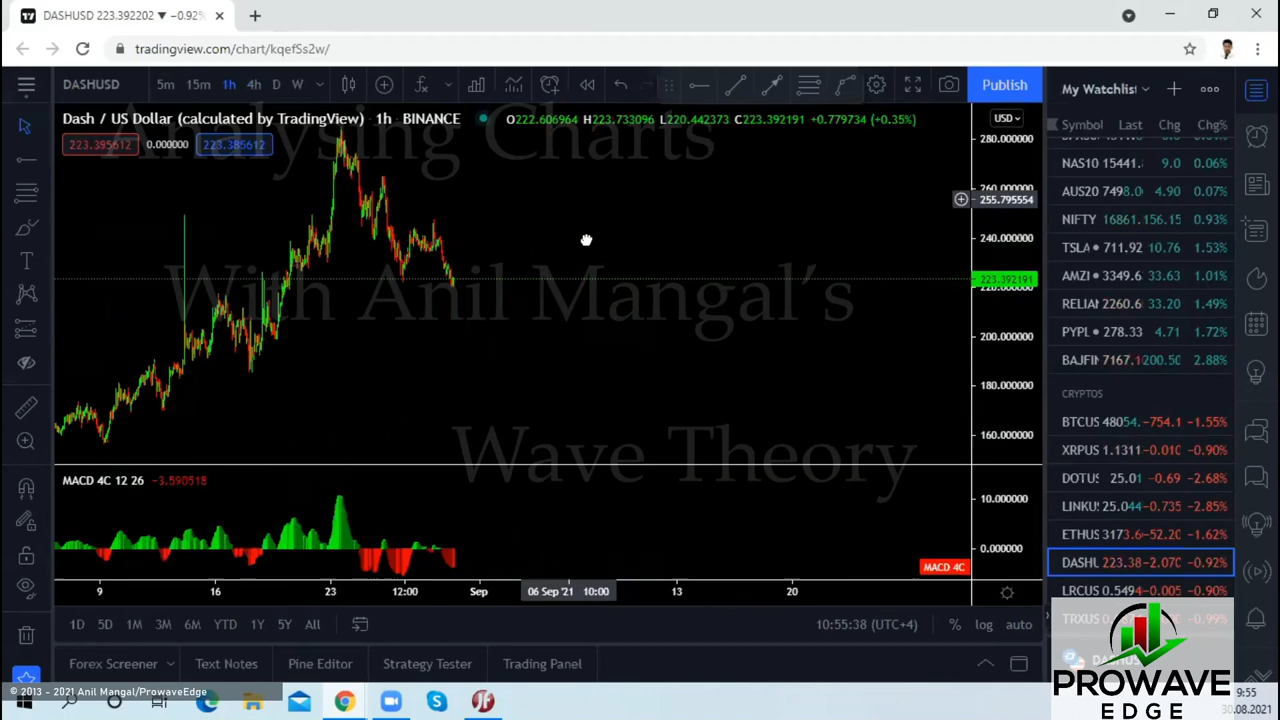 DASHUSD 223.392202 ▼ −0.92%
tradingview.com/chart/kqefSs2w/
DASHUSD 5m 15m 1h 4h D W Publish
My Watchlist
Dash / US Dollar (calculated by TradingView) 1h BINANCE O222.606964 H223.733096 L220.442373 C223.392191 +0.779734 (+0.35%) USD
223.395612 0.000000 223.385612
Symbol Last Chg Chg%
Analysing Charts
With Anil Mangal's
Wave Theory
280.000000
260.000000
255.795554
240.000000
223.392191
220.000000
200.000000
180.000000
160.000000
MACD 4C 12 26 −3.590518
10.000000
0.000000
MACD 4C
9 16 23 12:00 Sep 06 Sep '21 10:00 13 20
NAS10 15441. 9.0 0.06%
AUS20 7498.0 4.90 0.07%
NIFTY 16861. 156.15 0.93%
TSLA 711.92 10.76 1.53%
AMZI 3349.6 33.63 1.01%
RELIAN 2260.6 33.20 1.49%
PYPL 278.33 4.71 1.72%
BAJFIN 7167.1 200.50 2.88%
CRYPTOS
BTCUS 48054. −754.1 −1.55%
XRPUS 1.1311 −0.010 −0.90%
DOTUS 25.01 −0.69 −2.68%
LINKUS 25.044 −0.735 −2.85%
ETHUS 3173.6 −52.20 −1.62%
DASHU 223.38 −2.070 −0.92%
LRCUS 0.5494 −0.005 −0.90%
1D 5D 1M 3M 6M YTD 1Y 5Y All 10:55:38 (UTC+4) % log auto
Forex Screener Text Notes Pine Editor Strategy Tester Trading Panel
© 2013 - 2021 Anil Mangal/ProwaveEdge
PROWAVE
EDGE
9:55
30.08.2021